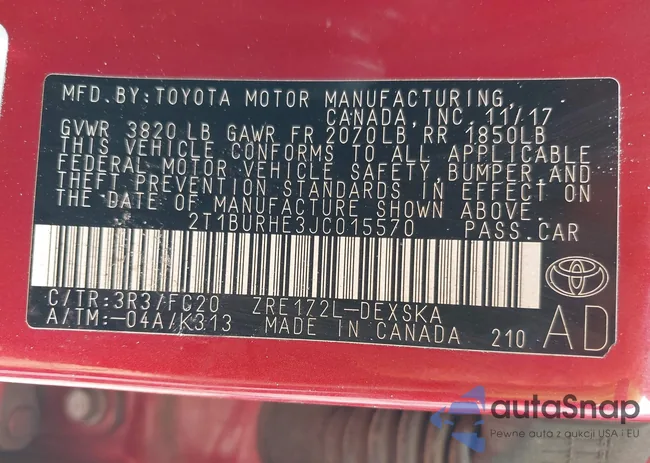 MFD. BY: TOYOTA MOTOR MANUFACTURING,
CANADA, INC. 11/17
GVWR 3820 LB GAWR FR 2070LB, RR 1850LB
THIS VEHICLE CONFORMS TO ALL APPLICABLE
FEDERAL MOTOR VEHICLE SAFETY, BUMPER AND
THEFT PREVENTION STANDARDS IN EFFECT ON
THE DATE OF MANUFACTURE SHOWN ABOVE.
2T1BURHE3JC015570 PASS.CAR
C/TR:3R3/FC20 ZRE172L-DEXSKA
A/TM:-04A/K313 MADE IN CANADA 210 AD
autaSnap
Pewne auta z aukcji USA i EU